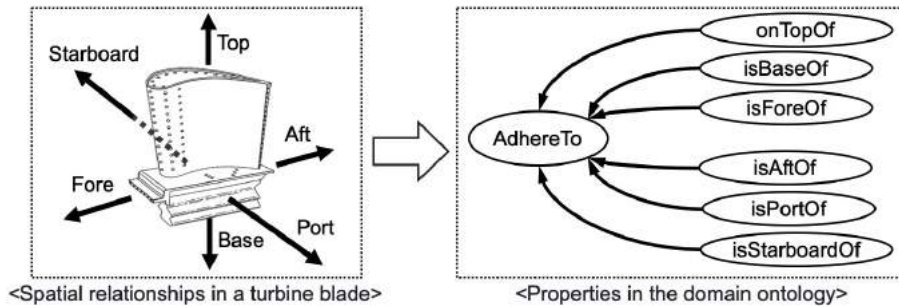 Top
Starboard
Aft
Fore
Port
Base
<Spatial relationships in a turbine blade>
onTopOf
isBaseOf
isForeOf
AdhereTo
isAftOf
isPortOf
isStarboardOf
<Properties in the domain ontology>